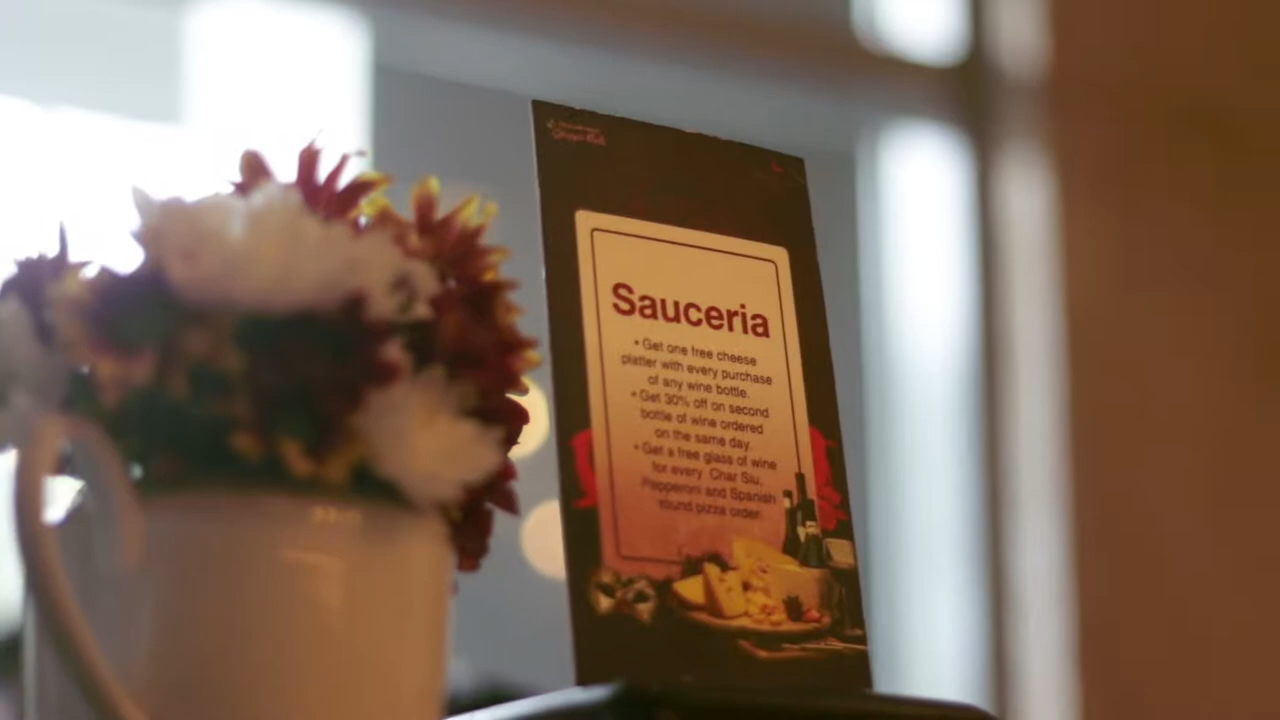 Sauceria
• Get one free cheese
platter with every purchase
of any wine bottle.
• Get 30% off on second
bottle of wine ordered
on the same day.
• Get a free glass of wine
for every Char Siu,
Pepperoni and Spanish
round pizza order.